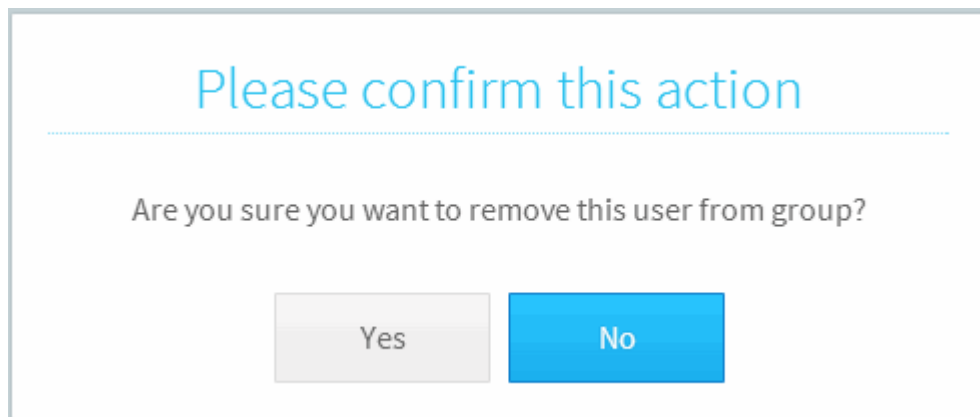 Please confirm this action
Are you sure you want to remove this user from group?
Yes No